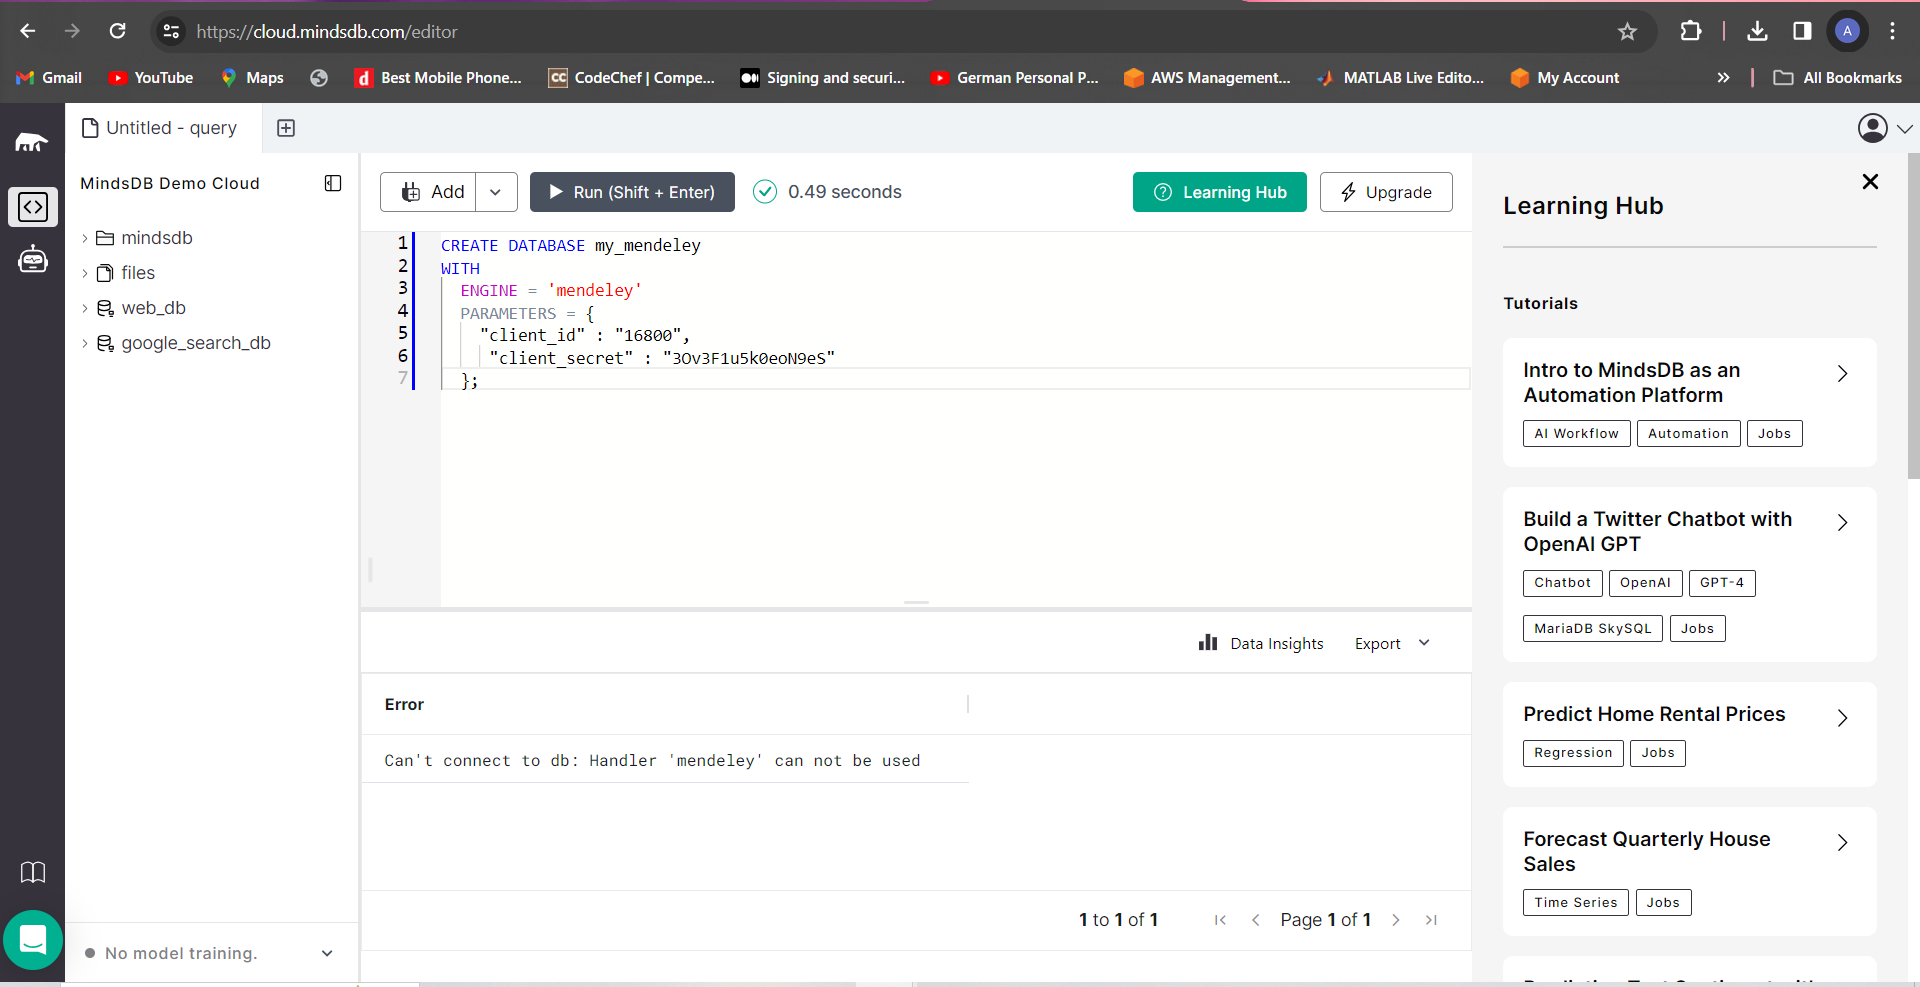 https://cloud.mindsdb.com/editor
A
Gmail
YouTube
Maps
Best Mobile Phone...
CodeChef | Compe...
Signing and securi...
German Personal P...
AWS Management...
MATLAB Live Edito...
My Account
All Bookmarks
Untitled - query
MindsDB Demo Cloud
mindsdb
files
web_db
google_search_db
No model training.
Add
Run (Shift + Enter)
0.49 seconds
Learning Hub
Upgrade
1 CREATE DATABASE my_mendeley
2 WITH
3 ENGINE = 'mendeley'
4 PARAMETERS = {
5 "client_id" : "16800",
6 "client_secret" : "3Ov3F1u5k0eoN9eS"
7 };
Data Insights
Export
Error
Can't connect to db: Handler 'mendeley' can not be used
1 to 1 of 1
Page 1 of 1
Learning Hub
Tutorials
Intro to MindsDB as an
Automation Platform
AI Workflow
Automation
Jobs
Build a Twitter Chatbot with
OpenAI GPT
Chatbot
OpenAI
GPT-4
MariaDB SkySQL
Jobs
Predict Home Rental Prices
Regression
Jobs
Forecast Quarterly House
Sales
Time Series
Jobs